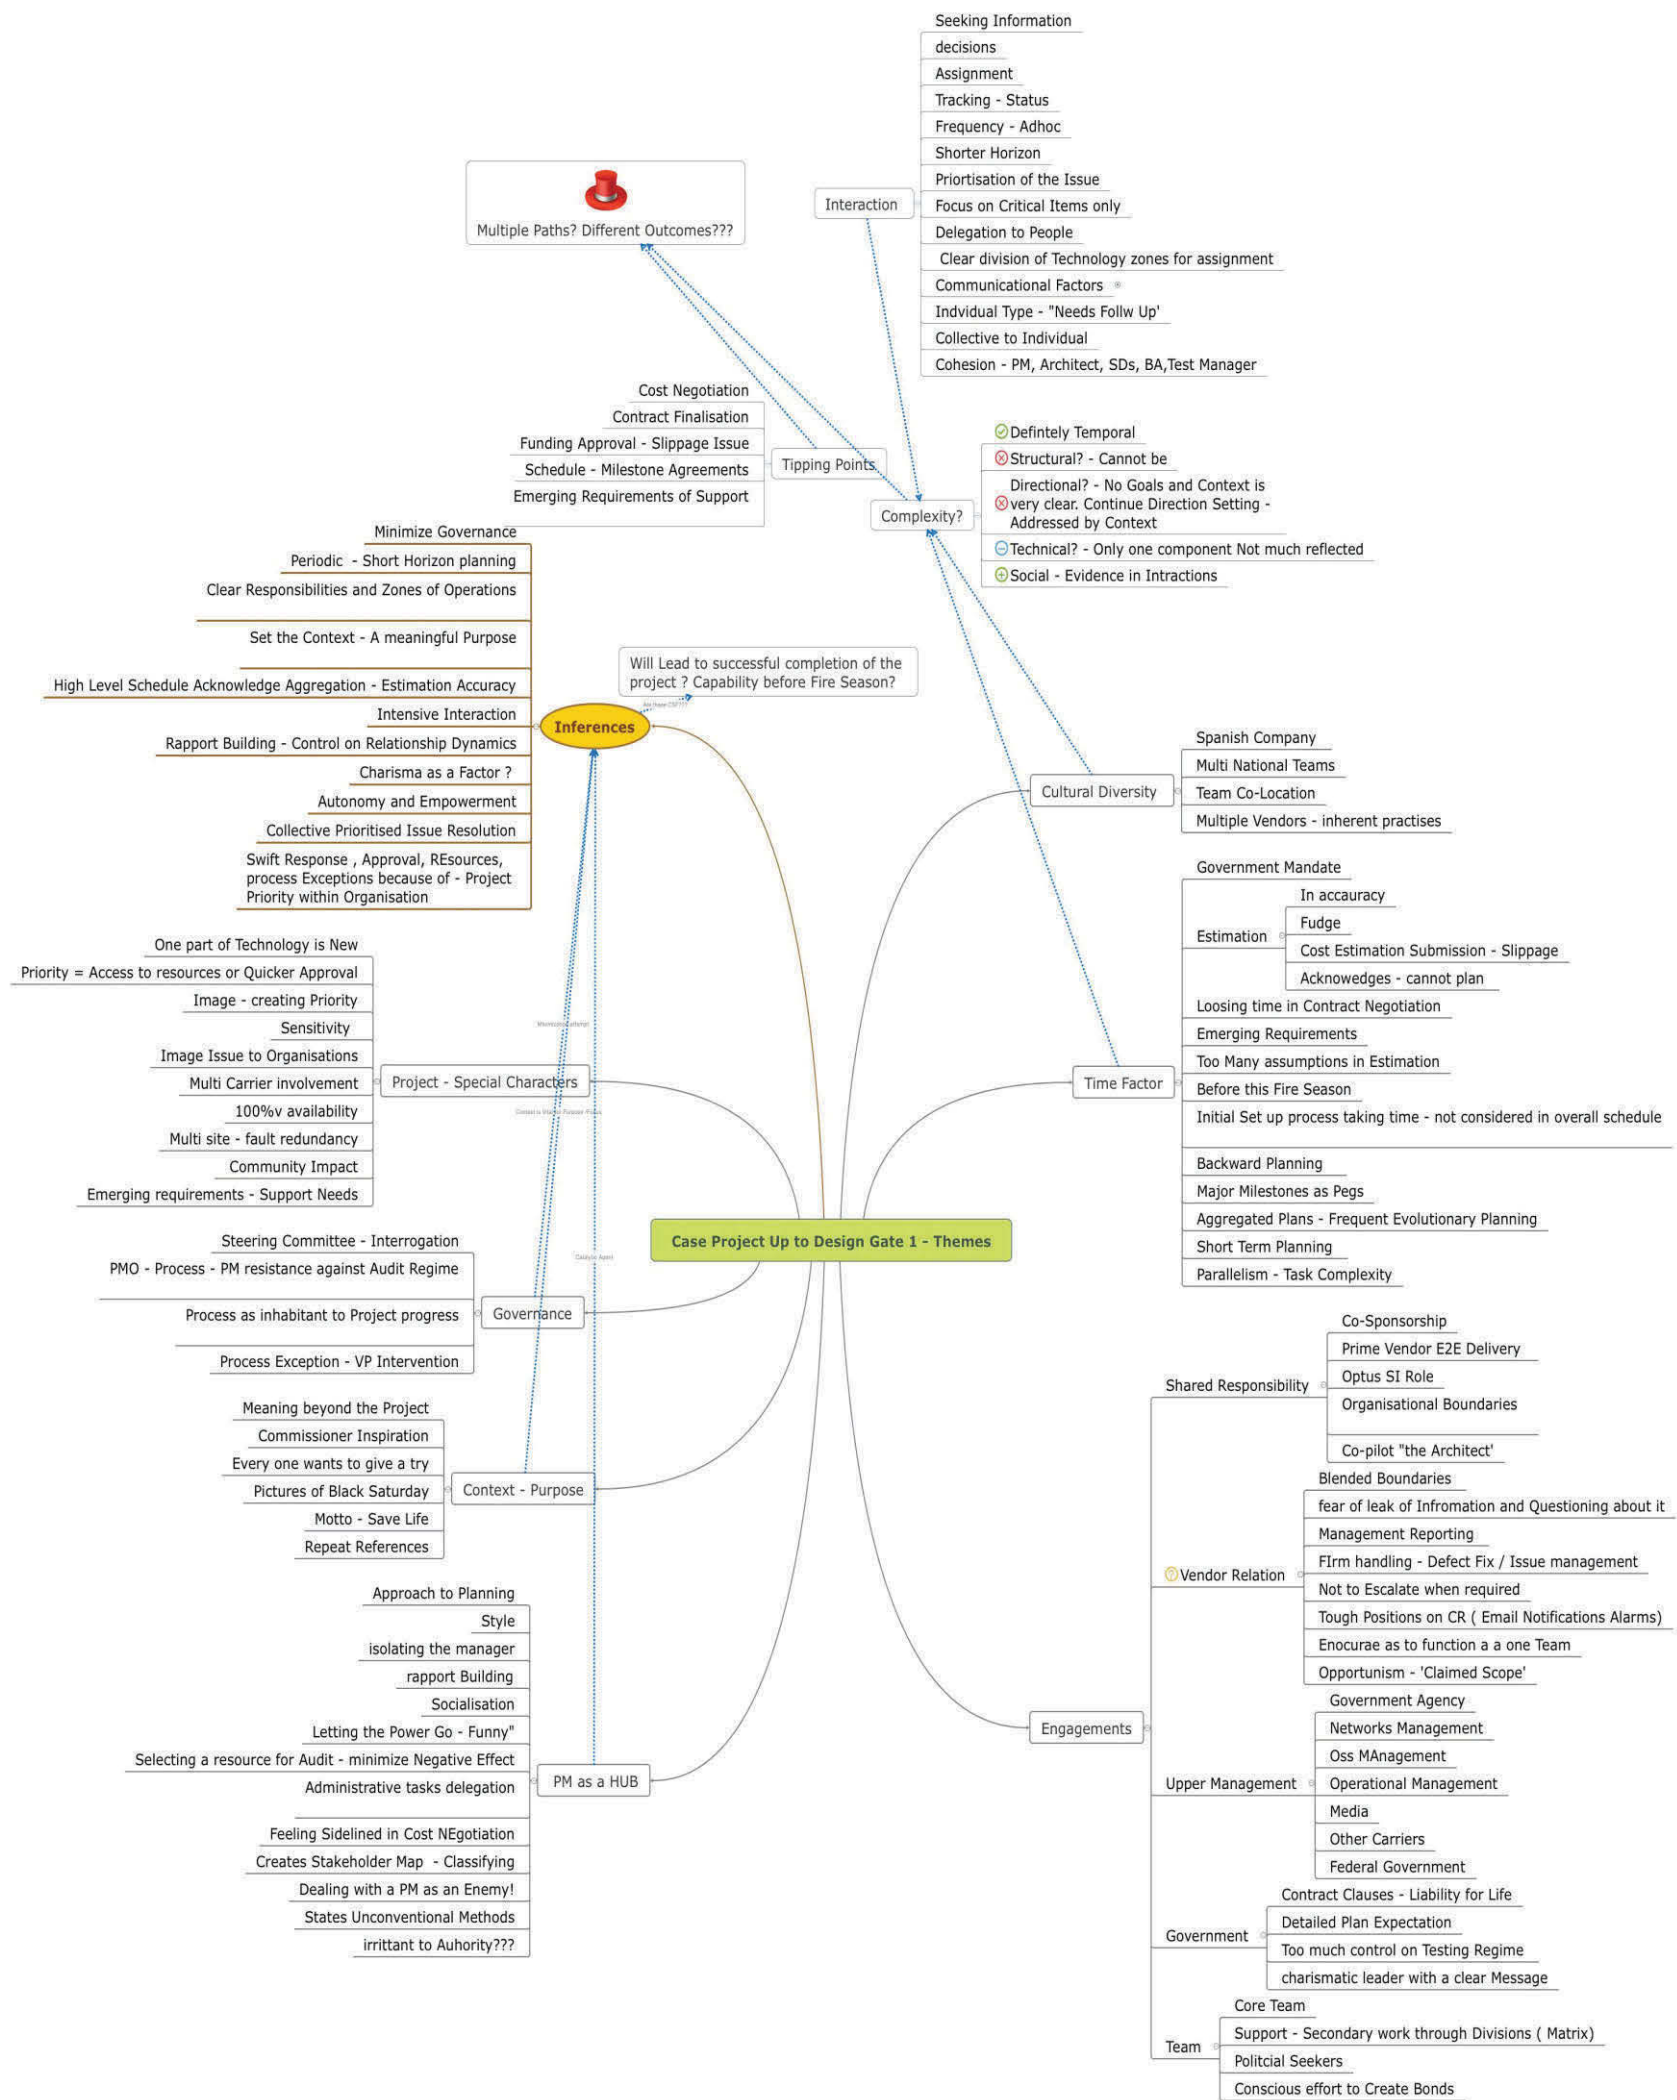 Seeking Information
decisions
Assignment
Tracking - Status
Frequency - Adhoc
Shorter Horizon
Priortisation of the Issue
Interaction
Focus on Critical Items only
Delegation to People
Clear division of Technology zones for assignment
Communicational Factors
Indvidual Type - "Needs Follw Up'
Collective to Individual
Cohesion - PM, Architect, SDs, BA,Test Manager
Multiple Paths? Different Outcomes???
Cost Negotiation
Contract Finalisation
Funding Approval - Slippage Issue
Schedule - Milestone Agreements
Emerging Requirements of Support
Tipping Points
Complexity?
Defintely Temporal
Structural? - Cannot be
Directional? - No Goals and Context is
very clear. Continue Direction Setting -
Addressed by Context
Technical? - Only one component Not much reflected
Social - Evidence in Intractions
Minimize Governance
Periodic - Short Horizon planning
Clear Responsibilities and Zones of Operations
Set the Context - A meaningful Purpose
High Level Schedule Acknowledge Aggregation - Estimation Accuracy
Intensive Interaction
Rapport Building - Control on Relationship Dynamics
Charisma as a Factor ?
Autonomy and Empowerment
Collective Prioritised Issue Resolution
Swift Response , Approval, REsources,
process Exceptions because of - Project
Priority within Organisation
Inferences
Will Lead to successful completion of the
project ? Capability before Fire Season?
Cultural Diversity
Spanish Company
Multi National Teams
Team Co-Location
Multiple Vendors - inherent practises
Time Factor
Government Mandate
Estimation
In accauracy
Fudge
Cost Estimation Submission - Slippage
Acknowedges - cannot plan
Loosing time in Contract Negotiation
Emerging Requirements
Too Many assumptions in Estimation
Before this Fire Season
Initial Set up process taking time - not considered in overall schedule
Backward Planning
Major Milestones as Pegs
Aggregated Plans - Frequent Evolutionary Planning
Short Term Planning
Parallelism - Task Complexity
One part of Technology is New
Priority = Access to resources or Quicker Approval
Image - creating Priority
Sensitivity
Image Issue to Organisations
Multi Carrier involvement
100%v availability
Multi site - fault redundancy
Community Impact
Emerging requirements - Support Needs
Project - Special Characters
Case Project Up to Design Gate 1 - Themes
Steering Committee - Interrogation
PMO - Process - PM resistance against Audit Regime
Process as inhabitant to Project progress
Process Exception - VP Intervention
Governance
Catalytic Agent
Meaning beyond the Project
Commissioner Inspiration
Every one wants to give a try
Pictures of Black Saturday
Motto - Save Life
Repeat References
Context - Purpose
Approach to Planning
Style
isolating the manager
rapport Building
Socialisation
Letting the Power Go - Funny"
Selecting a resource for Audit - minimize Negative Effect
Administrative tasks delegation
Feeling Sidelined in Cost NEgotiation
Creates Stakeholder Map - Classifying
Dealing with a PM as an Enemy!
States Unconventional Methods
irrittant to Auhority???
PM as a HUB
Engagements
Shared Responsibility
Co-Sponsorship
Prime Vendor E2E Delivery
Optus SI Role
Organisational Boundaries
Co-pilot "the Architect'
Vendor Relation
Blended Boundaries
fear of leak of Infromation and Questioning about it
Management Reporting
FIrm handling - Defect Fix / Issue management
Not to Escalate when required
Tough Positions on CR ( Email Notifications Alarms)
Enocurae as to function a a one Team
Opportunism - 'Claimed Scope'
Upper Management
Government Agency
Networks Management
Oss MAnagement
Operational Management
Media
Other Carriers
Federal Government
Government
Contract Clauses - Liability for Life
Detailed Plan Expectation
Too much control on Testing Regime
charismatic leader with a clear Message
Team
Core Team
Support - Secondary work through Divisions ( Matrix)
Politcial Seekers
Conscious effort to Create Bonds